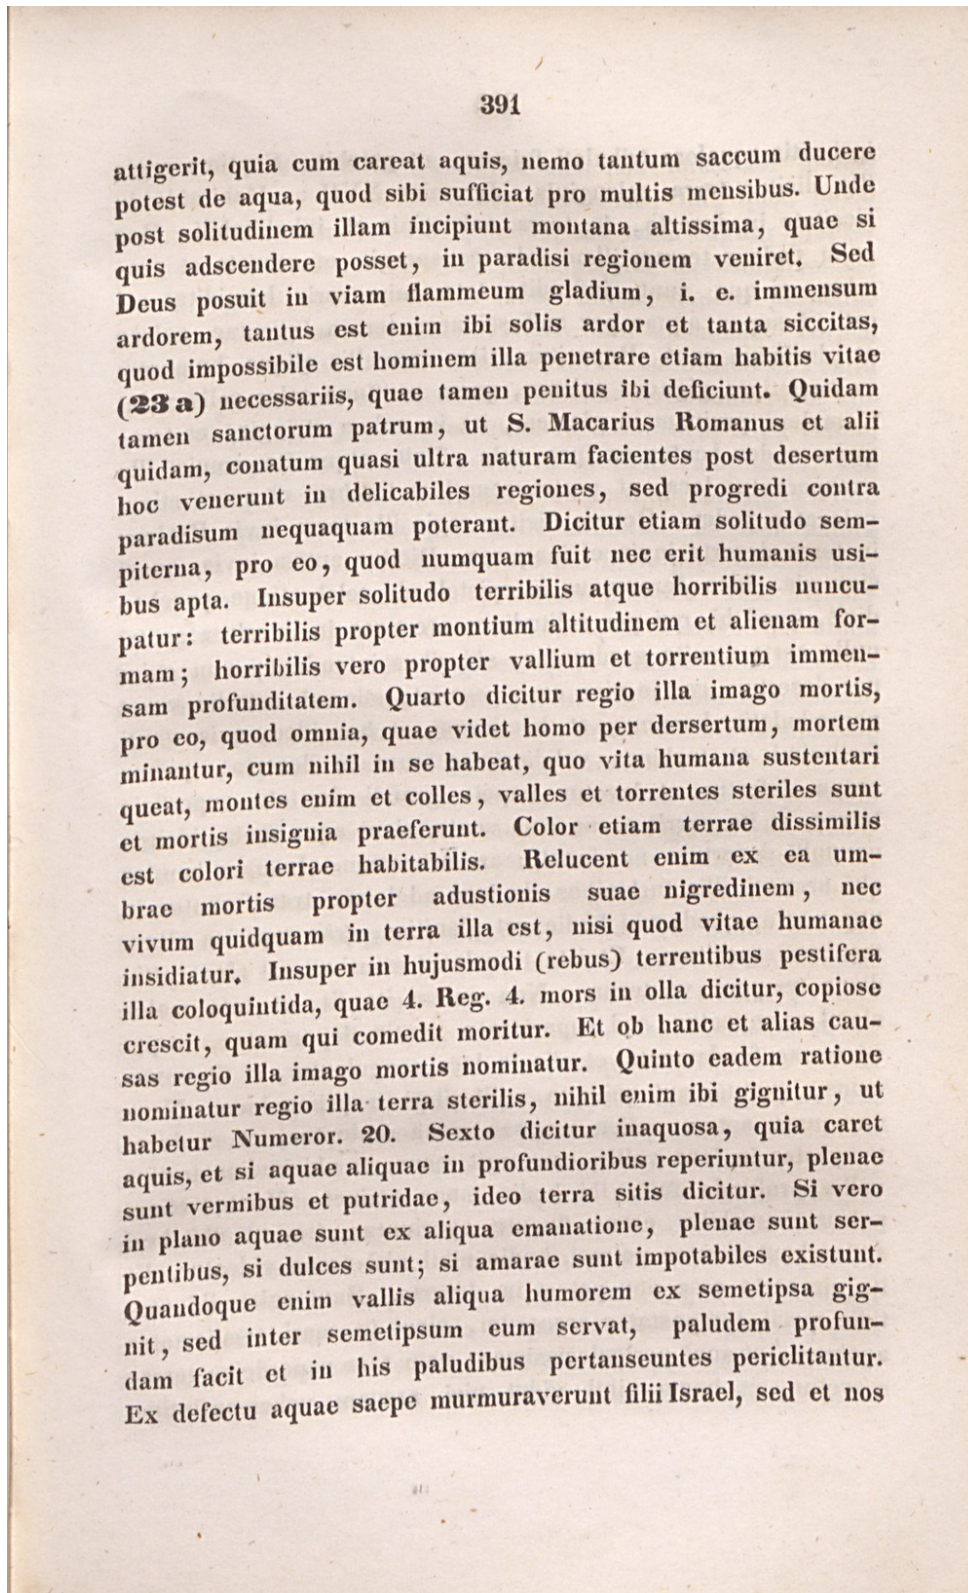 391
attigerit, quia cum careat aquis, nemo tantum saccum ducere
potest de aqua, quod sibi sufficiat pro multis mensibus. Unde
post solitudinem illam incipiunt montana altissima, quae si
quis adscendere posset, in paradisi regionem veniret. Sed
Deus posuit in viam flammeum gladium, i. e. immensum
ardorem, tantus est enim ibi solis ardor et tanta siccitas,
quod impossibile est hominem illa penetrare etiam habitis vitae
(23 a) necessariis, quae tamen penitus ibi deficiunt. Quidam
tamen sanctorum patrum, ut S. Macarius Romanus et alii
quidam, conatum quasi ultra naturam facientes post desertum
hoc venerunt in delicabiles regiones, sed progredi contra
paradisum nequaquam poterant. Dicitur etiam solitudo sem-
piterna, pro eo, quod numquam fuit nec erit humanis usi-
bus apta. Insuper solitudo terribilis atque horribilis nuncu-
patur: terribilis propter montium altitudinem et alienam for-
mam; horribilis vero propter vallium et torrentium immen-
sam profunditatem. Quarto dicitur regio illa imago mortis,
pro eo, quod omnia, quae videt homo per dersertum, mortem
minantur, cum nihil in se habeat, quo vita humana sustentari
queat, montes enim et colles, valles et torrentes steriles sunt
et mortis insignia praeferunt. Color etiam terrae dissimilis
est colori terrae habitabilis. Relucent enim ex ea um-
brae mortis propter adustionis suae nigredinem, nec
vivum quidquam in terra illa est, nisi quod vitae humanae
insidiatur. Insuper in hujusmodi (rebus) terrentibus pestifera
illa coloquintida, quae 4. Reg. 4. mors in olla dicitur, copiose
crescit, quam qui comedit moritur. Et ob hanc et alias cau-
sas regio illa imago mortis nominatur. Quinto eadem ratione
nominatur regio illa terra sterilis, nihil enim ibi gignitur, ut
habetur Numeror. 20. Sexto dicitur inaquosa, quia caret
aquis, et si aquae aliquae in profundioribus reperiuntur, plenae
sunt vermibus et putridae, ideo terra sitis dicitur. Si vero
in plano aquae sunt ex aliqua emanatione, plenae sunt ser-
pentibus, si dulces sunt; si amarae sunt impotabiles existunt.
Quandoque enim vallis aliqua humorem ex semetipsa gig-
nit, sed inter semetipsum eum servat, paludem profun-
dam facit et in his paludibus pertanseuntes periclitantur.
Ex defectu aquae saepe murmuraverunt filii Israel, sed et nos